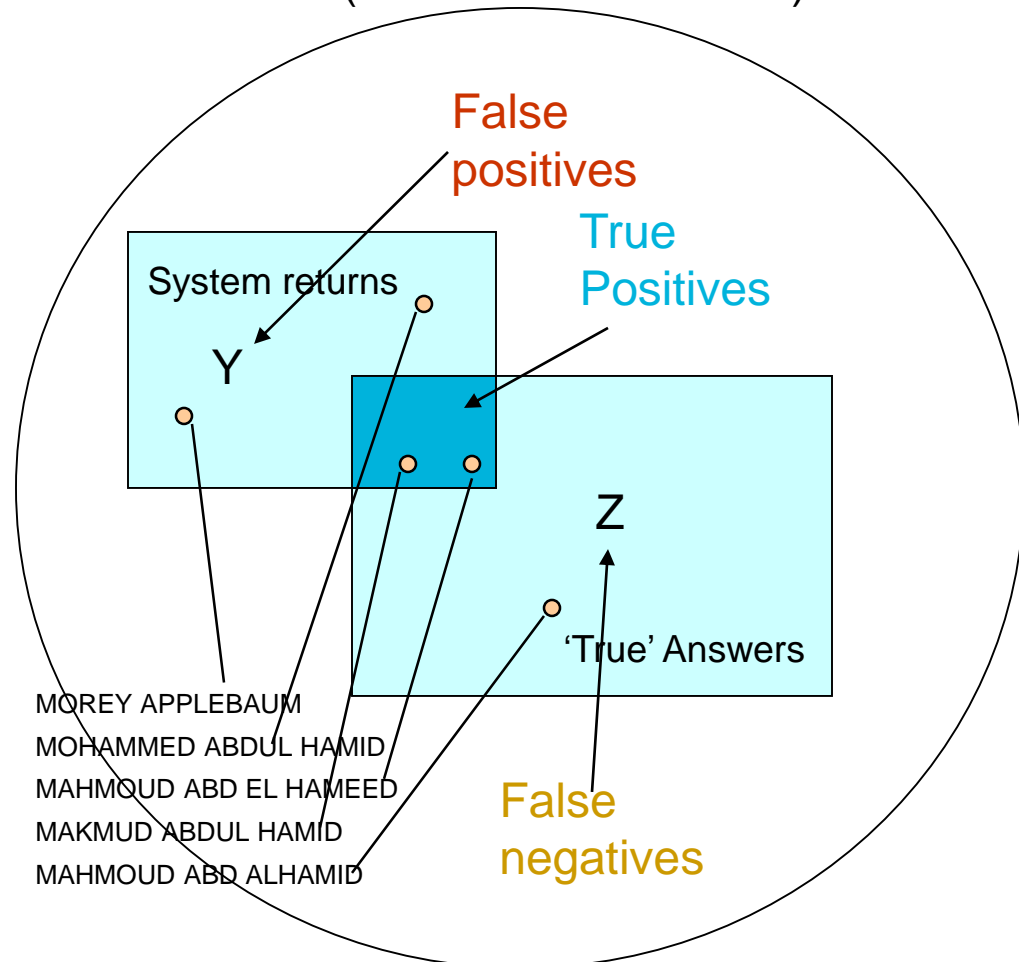 False
positives
True
Positives
System returns
Y
Z
‘True’ Answers
MOREY APPLEBAUM
MOHAMMED ABDUL HAMID
MAHMOUD ABD EL HAMEED
MAKMUD ABDUL HAMID
MAHMOUD ABD ALHAMID
False
negatives